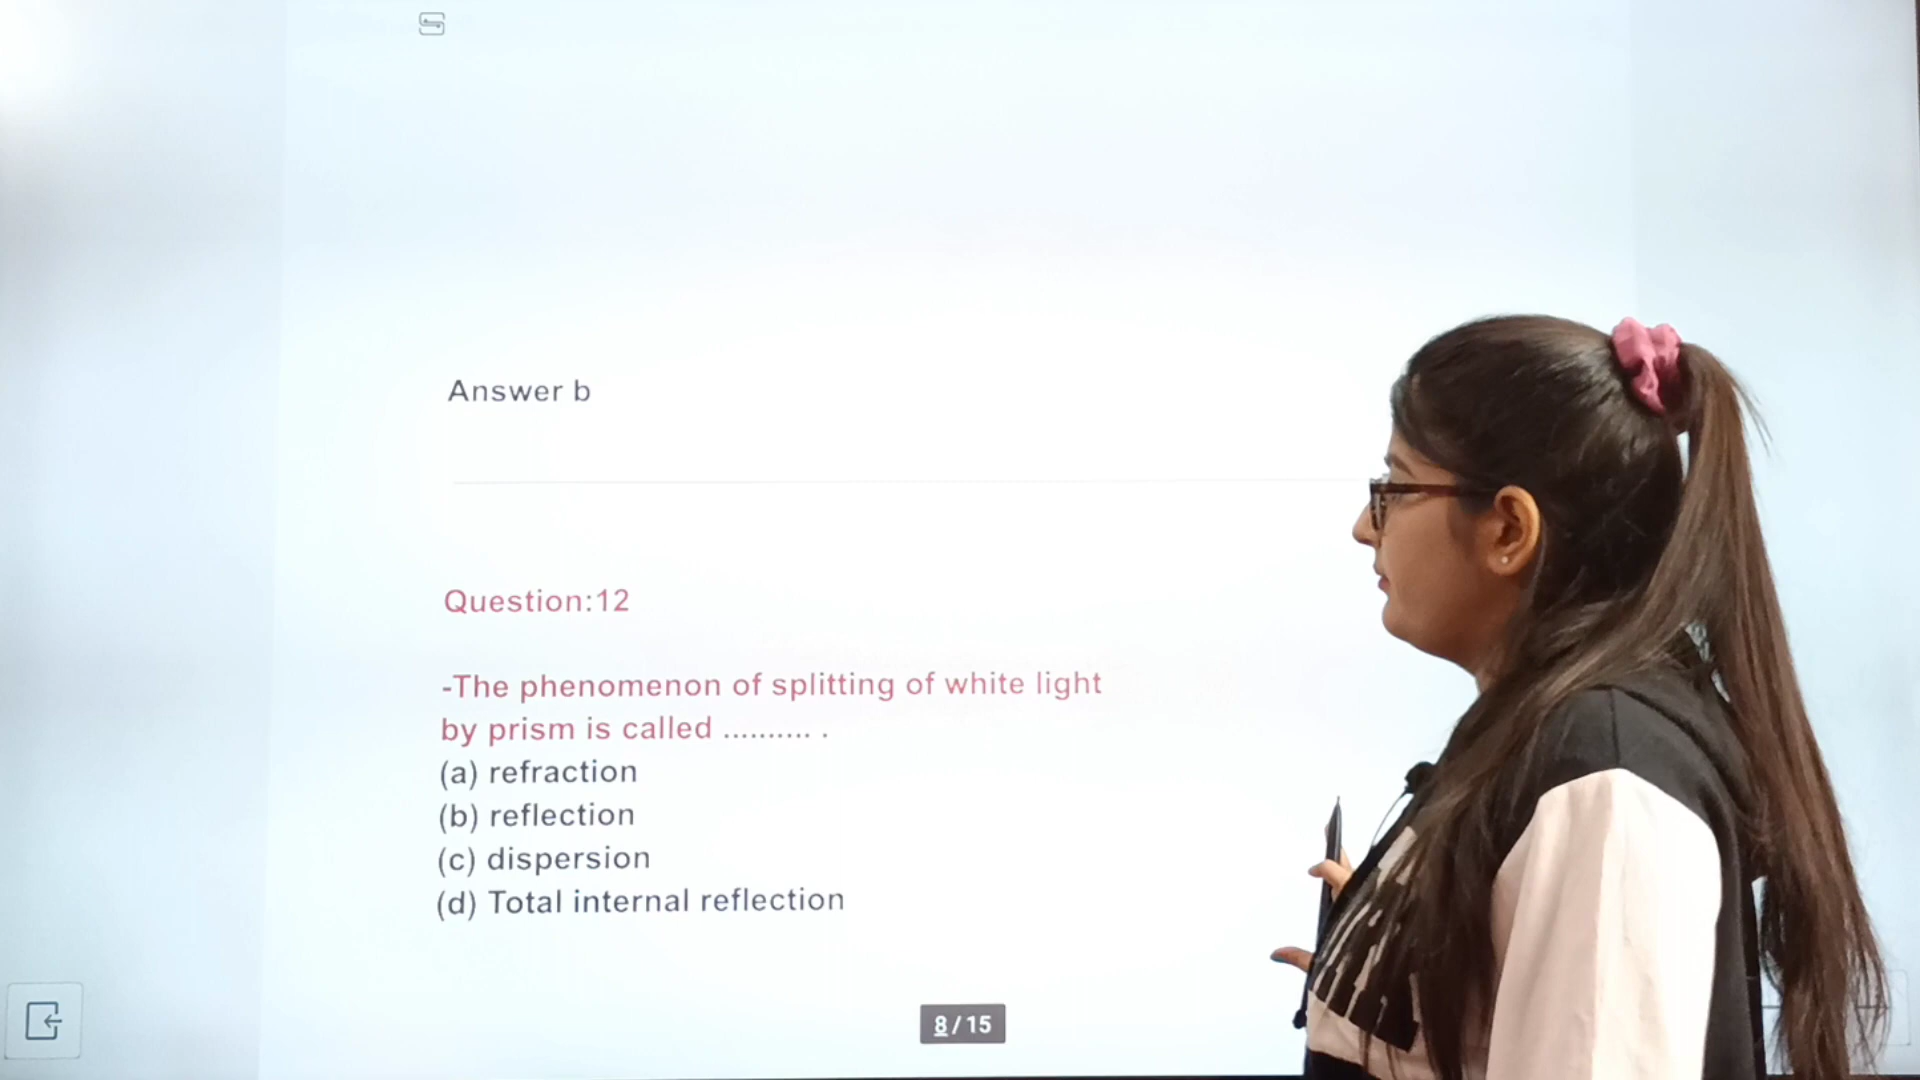 Answer b
Question:12
-The phenomenon of splitting of white light
by prism is called .......... .
(a) refraction
(b) reflection
(c) dispersion
(d) Total internal reflection
8/15